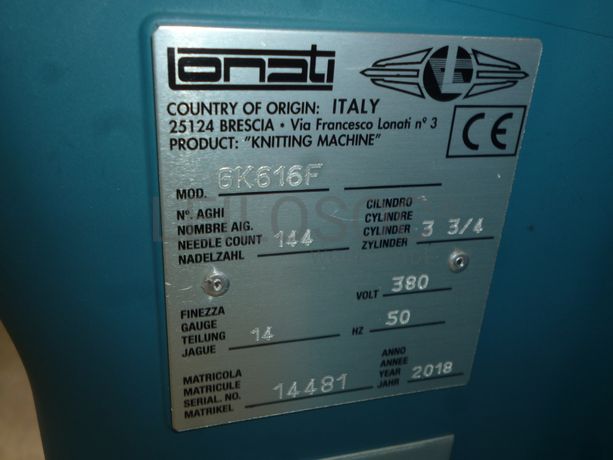 Lonati
COUNTRY OF ORIGIN: ITALY
25124 BRESCIA • Via Francesco Lonati n° 3
PRODUCT: "KNITTING MACHINE"
CE
MOD. GK616F
N°. AGHI
NOMBRE AIG.
NEEDLE COUNT 144
NADELZAHL
CILINDRO
CYLINDRE
CYLINDER 3 3/4
ZYLINDER
VOLT 380
FINEZZA
GAUGE
TEILUNG 14
JAUGE
HZ 50
MATRICOLA
MATRICULE
SERIAL. NO. 14481
MATRIKEL
ANNO
ANNEE
YEAR 2018
JAHR